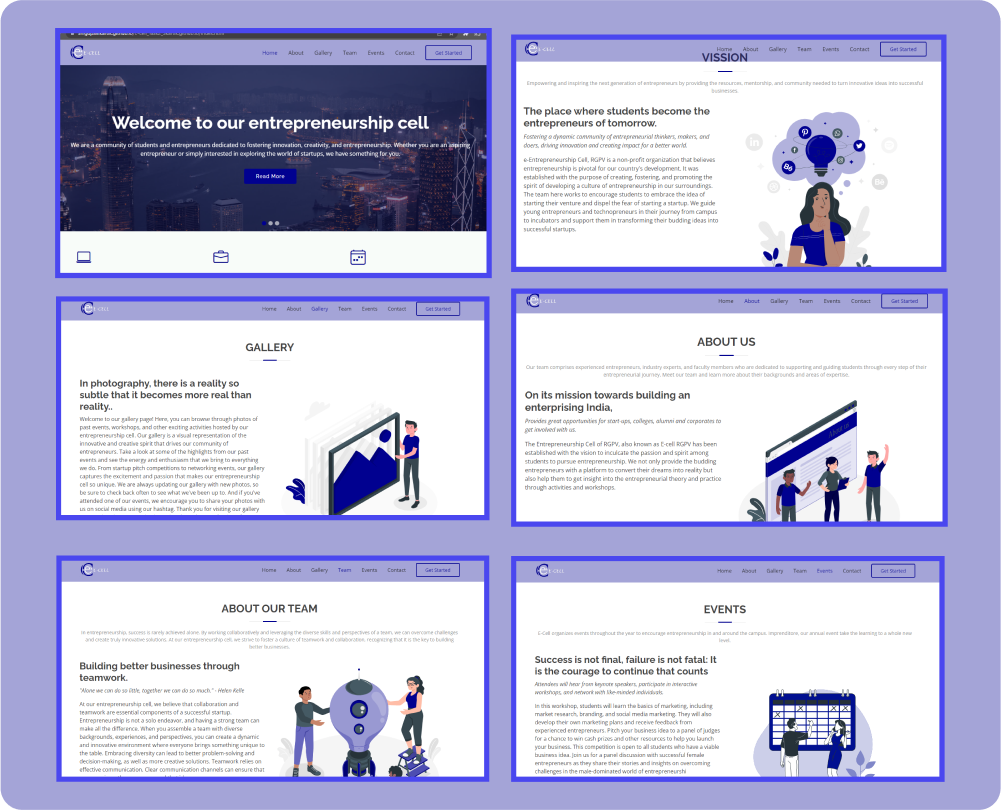 E-CELL
Home About Gallery Team Events Contact Get Started
Welcome to our entrepreneurship cell
We are a community of students and entrepreneurs dedicated to fostering innovation, creativity, and entrepreneurship. Whether you are an aspiring
entrepreneur or simply interested in exploring the world of startups, we have something for you.
Read More
E-CELL
Home About Gallery Team Events Contact Get Started
VISSION
Empowering and inspiring the next generation of entrepreneurs by providing the resources, mentorship, and community needed to turn innovative ideas into successful
businesses.
The place where students become the
entrepreneurs of tomorrow.
Fostering a dynamic community of entrepreneurial thinkers, makers, and
doers, driving innovation and creating impact for a better world.
e-Entrepreneurship Cell, RGPV is a non-profit organization that believes
entrepreneurship is pivotal for our country's development. It was
established with the purpose of creating, fostering, and promoting the
spirit of developing a culture of entrepreneurship in our surroundings.
The team here works to encourage students to embrace the idea of
starting their venture and dispel the fear of starting a startup. We guide
young entrepreneurs and technopreneurs in their journey from campus
to incubators and support them in transforming their budding ideas into
successful startups.
E-CELL
Home About Gallery Team Events Contact Get Started
GALLERY
In photography, there is a reality so
subtle that it becomes more real than
reality..
Welcome to our gallery page! Here, you can browse through photos of
past events, workshops, and other exciting activities hosted by our
entrepreneurship cell. Our gallery is a visual representation of the
innovative and creative spirit that drives our community of
entrepreneurs. Take a look at some of the highlights from our past
events and see the energy and enthusiasm that we bring to everything
we do. From startup pitch competitions to networking events, our gallery
captures the excitement and passion that makes our entrepreneurship
cell so unique. We are always updating our gallery with new photos, so
be sure to check back often to see what we've been up to. And if you've
attended one of our events, we encourage you to share your photos with
us on social media using our hashtag. Thank you for visiting our gallery
E-CELL
Home About Gallery Team Events Contact Get Started
ABOUT US
Our team comprises experienced entrepreneurs, industry experts, and faculty members who are dedicated to supporting and guiding students through every step of their
entrepreneurial journey. Meet our team and learn more about their backgrounds and areas of expertise.
On its mission towards building an
enterprising India,
Provides great opportunities for start-ups, colleges, alumni and corporates to
get involved with us.
The Entrepreneurship Cell of RGPV, also known as E-cell RGPV has been
established with the vision to inculcate the passion and spirit among
students to pursue entrepreneurship. We not only provide the budding
entrepreneurs with a platform to convert their dreams into reality but
also help them to get insight into the entrepreneurial theory and practice
through activities and workshops.
About us
E-CELL
Home About Gallery Team Events Contact Get Started
ABOUT OUR TEAM
In entrepreneurship, success is rarely achieved alone. By working collaboratively and leveraging the diverse skills and perspectives of a team, we can overcome challenges
and create truly innovative solutions. At our entrepreneurship cell, we strive to foster a culture of teamwork and collaboration, recognizing that it is the key to building
better businesses.
Building better businesses through
teamwork.
"Alone we can do so little, together we can do so much." - Helen Kelle
At our entrepreneurship cell, we believe that collaboration and
teamwork are essential components of a successful startup.
Entrepreneurship is not a solo endeavor, and having a strong team can
make all the difference. When you assemble a team with diverse
backgrounds, experiences, and perspectives, you can create a dynamic
and innovative environment where everyone brings something unique to
the table. Embracing diversity can lead to better problem-solving and
decision-making, as well as more creative solutions. Teamwork relies on
effective communication. Clear communication channels can ensure that
E-CELL
Home About Gallery Team Events Contact Get Started
EVENTS
E-Cell organizes events throughout the year to encourage entrepreneurship in and around the campus. Impronditore, our annual event take the learning to a whole new
level.
Success is not final, failure is not fatal: It
is the courage to continue that counts
Attendees will hear from keynote speakers, participate in interactive
workshops, and network with like-minded individuals.
In this workshop, students will learn the basics of marketing, including
market research, branding, and social media marketing. They will also
develop their own marketing plans and receive feedback from
experienced entrepreneurs. Pitch your business idea to a panel of judges
for a chance to win cash prizes and other resources to help you launch
your business. This competition is open to all students who have a viable
business idea. Join us for a panel discussion with successful female
entrepreneurs as they share their stories and insights on overcoming
challenges in the male-dominated world of entrepreneurshi